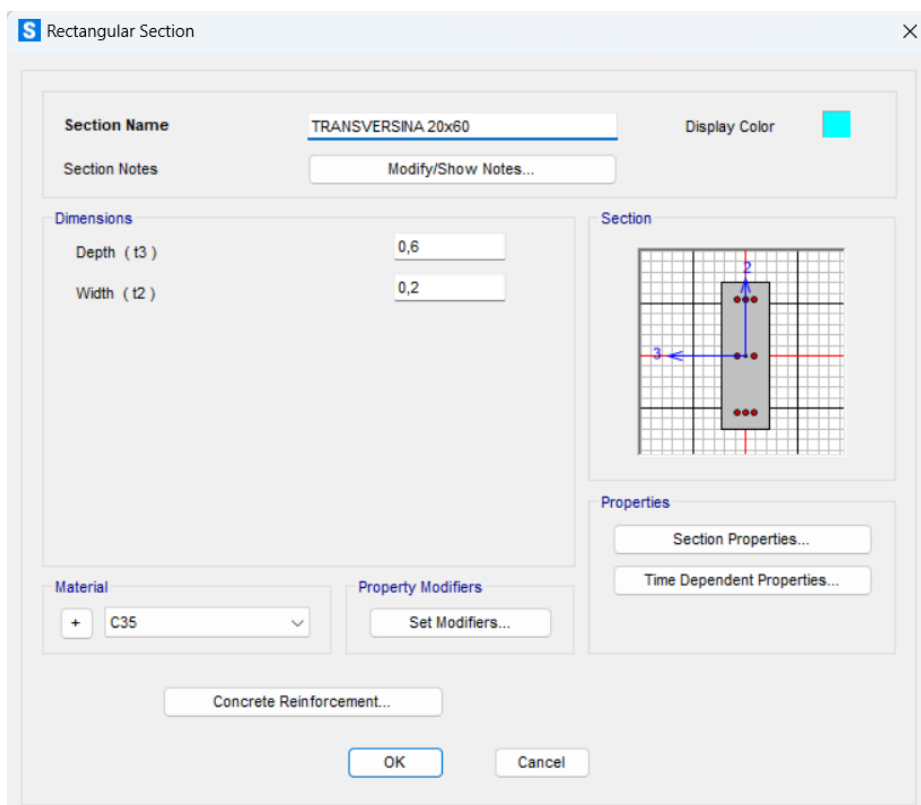 S Rectangular Section
Section Name TRANSVERSINA 20x60 Display Color
Section Notes Modify/Show Notes...
Dimensions
Depth ( t3 ) 0,6
Width ( t2 ) 0,2
Section
2
3
Properties
Section Properties...
Time Dependent Properties...
Material
+ C35
Property Modifiers
Set Modifiers...
Concrete Reinforcement...
OK Cancel